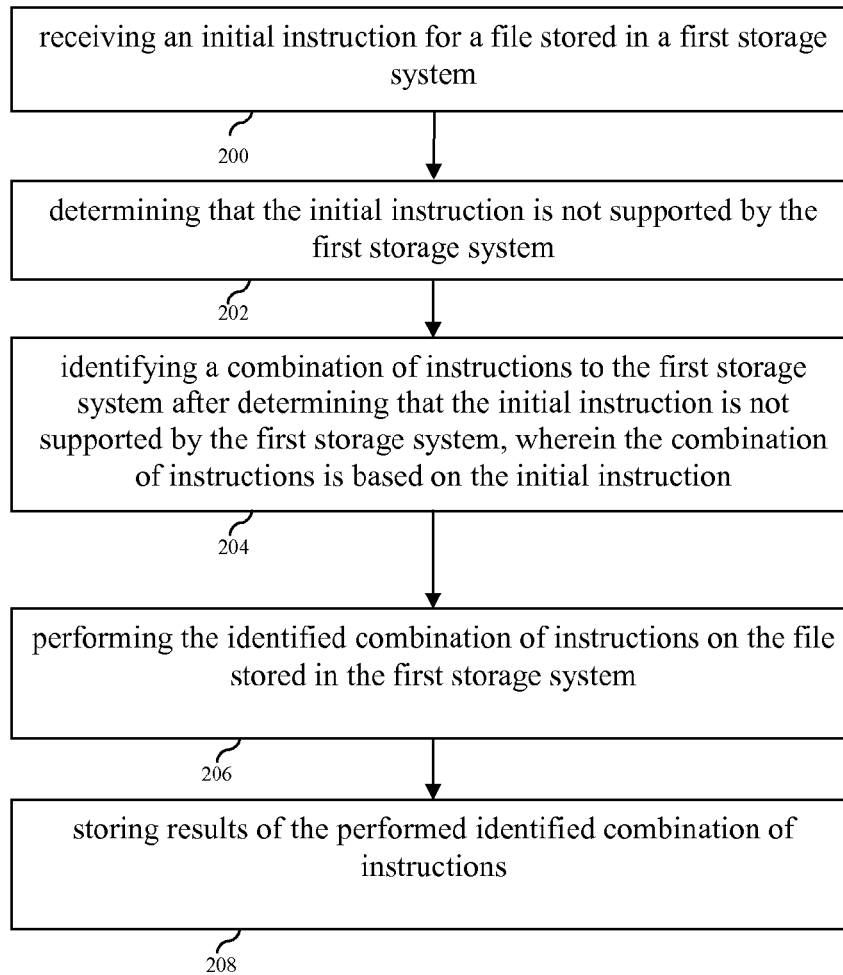 receiving an initial instruction for a file stored in a first storage
system
200
determining that the initial instruction is not supported by the
first storage system
202
identifying a combination of instructions to the first storage
system after determining that the initial instruction is not
supported by the first storage system, wherein the combination
of instructions is based on the initial instruction
204
performing the identified combination of instructions on the file
stored in the first storage system
206
storing results of the performed identified combination of
instructions
208